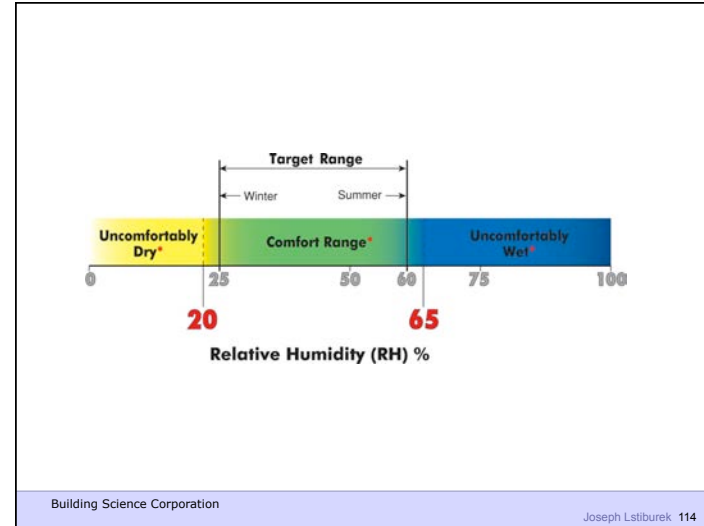 Target Range
Winter Summer
Uncomfortably Dry* Comfort Range* Uncomfortably Wet*
0 25 50 60 75 100
20 65
Relative Humidity (RH) %
Building Science Corporation
Joseph Lstiburek 114